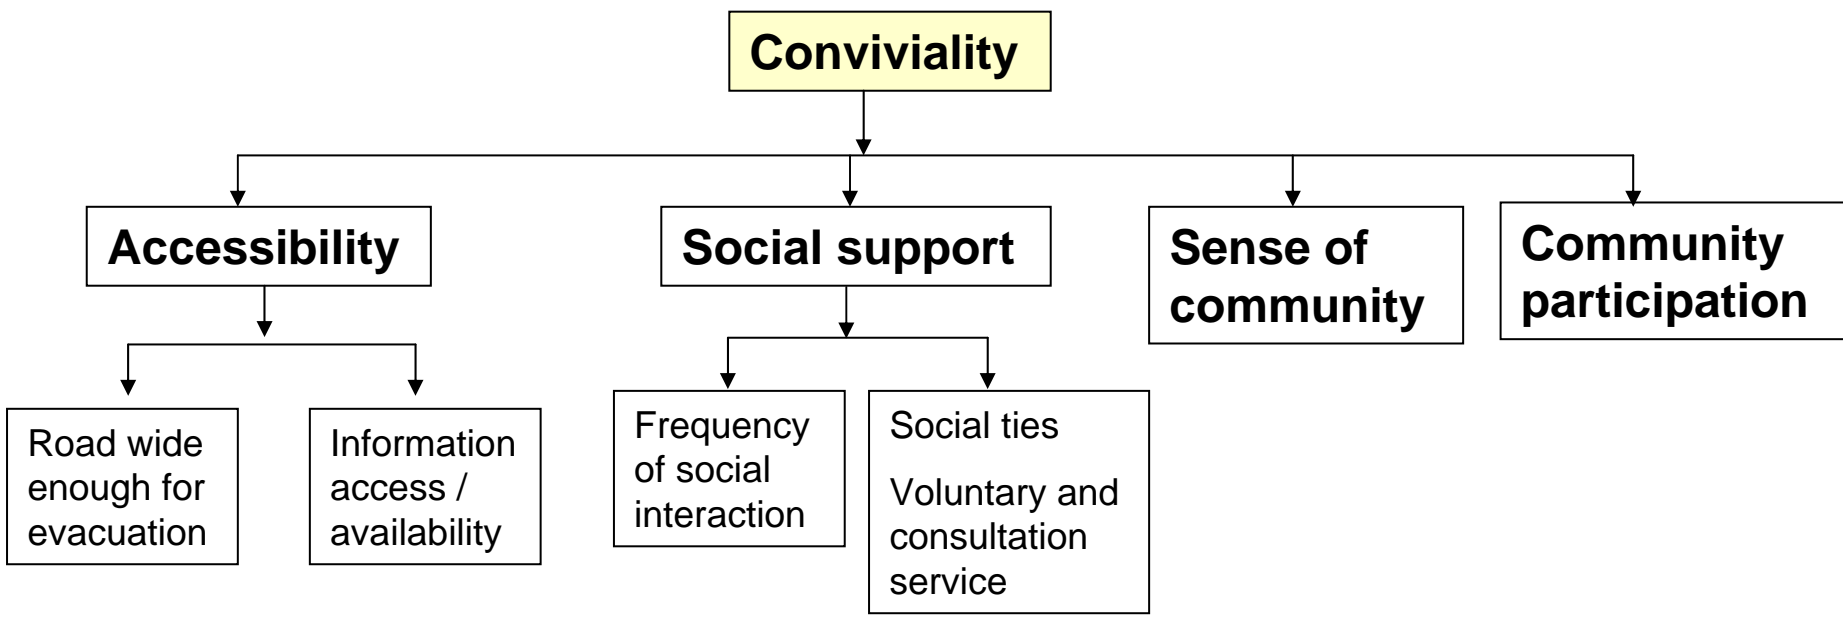 Conviviality
Accessibility
Social support
Sense of
community
Community
participation
Road wide
enough for
evacuation
Information
access /
availability
Frequency
of social
interaction
Social ties
Voluntary and
consultation
service